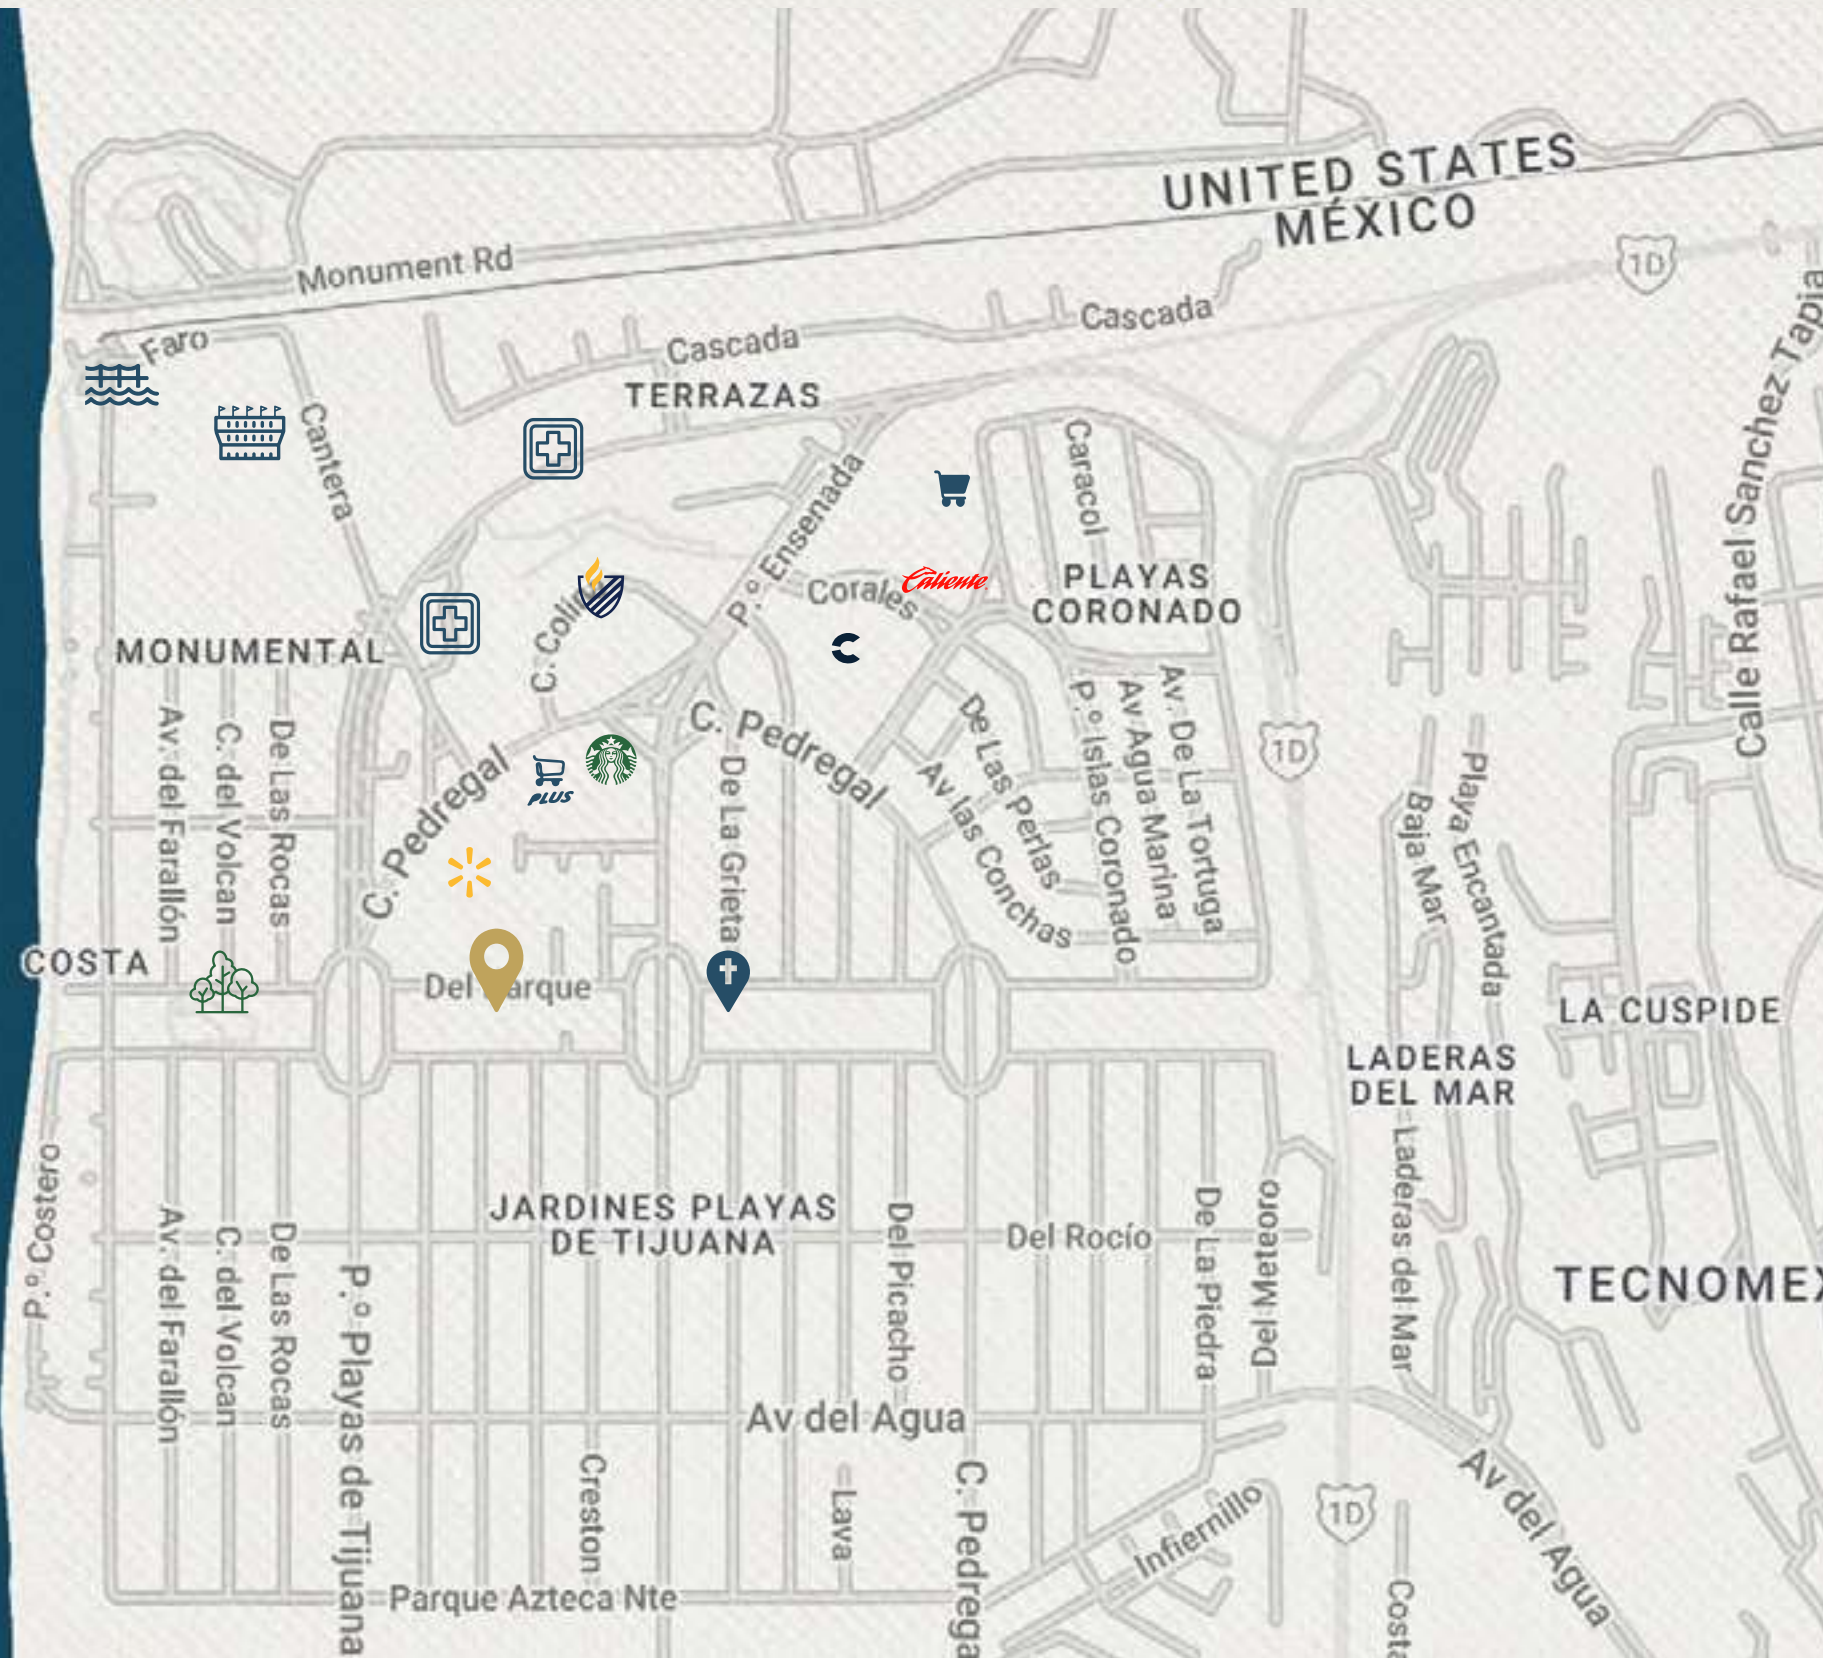 UNITED STATES
MÉXICO
Monument Rd
1D
Faro
Cascada
Cascada
TERRAZAS
Calle Rafael Sanchez Tapia
Cantera
Caracol
P.º Ensenada
Caliente
Corales
PLAYAS
CORONADO
MONUMENTAL
C. Colin
C
C. Pedregal
Av. del Farallón
C. del Volcan
De Las Rocas
C. Pedregal
PLUS
De La Grieta
De Las Perlas
Av las Conchas
P.º Islas Coronado
Av Agua Marina
Av. De La Tortuga
1D
Baja Mar
Playa Encantada
COSTA
Del Parque
LA CUSPIDE
LADERAS
DEL MAR
P.º Costero
JARDINES PLAYAS
DE TIJUANA
Del Rocío
Av. del Farallón
C. del Volcan
De Las Rocas
P.º Playas de Tijuana
Del Picacho
De La Piedra
Del Meteoro
Laderas del Mar
TECNOMEX
Av del Agua
Creston
Lava
C. Pedrega
Infiernillo
1D
Av del Agua
Costa
Parque Azteca Nte